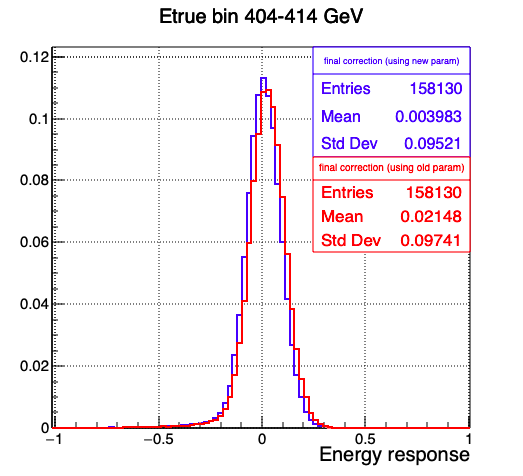 Etrue bin 404-414 GeV
0.12
0.1
0.08
0.06
0.04
0.02
0
final correction (using new param)
Entries 158130
Mean 0.003983
Std Dev 0.09521
final correction (using old param)
Entries 158130
Mean 0.02148
Std Dev 0.09741
−1 −0.5 0 0.5 1
Energy response